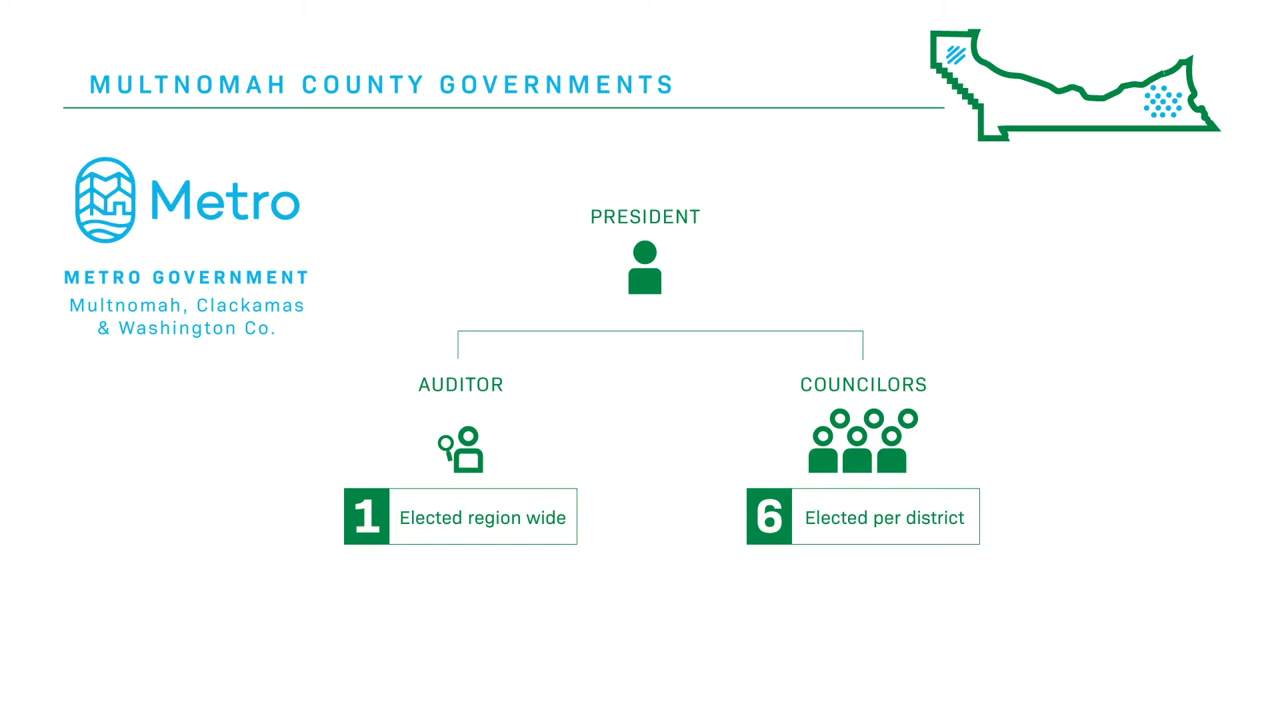 MULTNOMAH COUNTY GOVERNMENTS
Metro
METRO GOVERNMENT
Multnomah, Clackamas
& Washington Co.
PRESIDENT
AUDITOR
COUNCILORS
1 Elected region wide
6 Elected per district